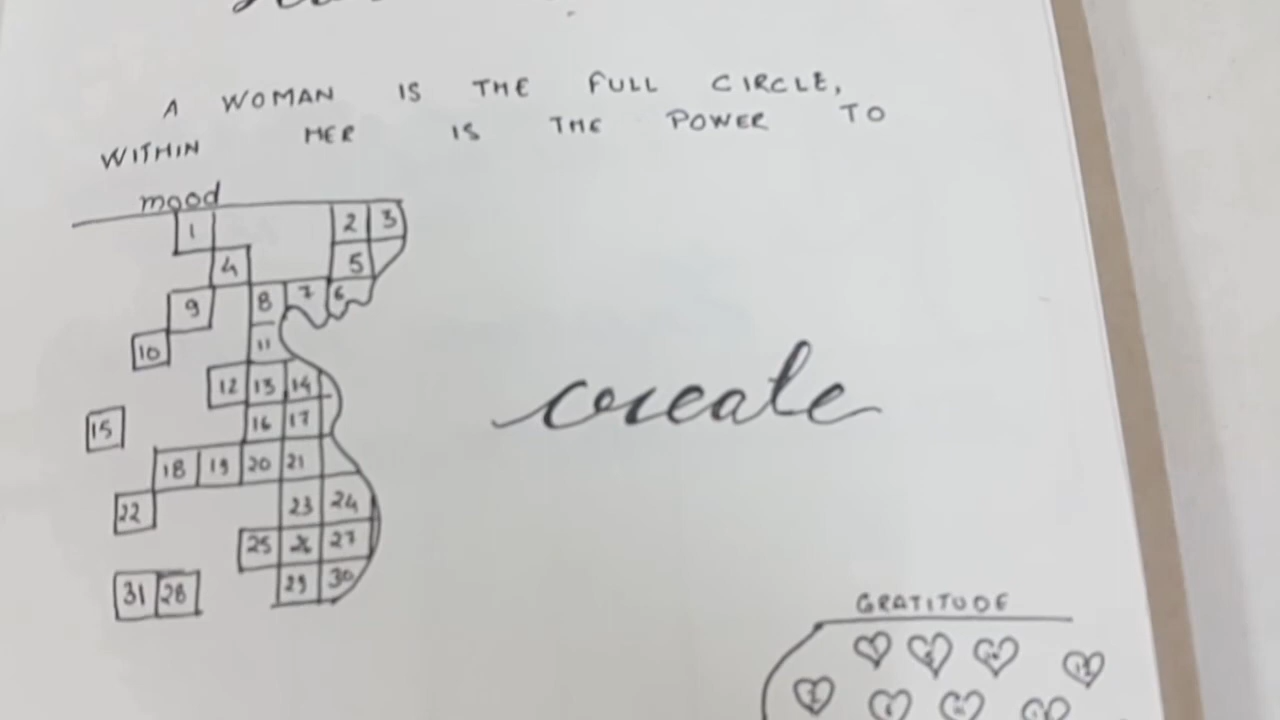 A WOMAN IS THE FULL CIRCLE,
WITHIN HER IS THE POWER TO
mood
1 2 3
4 5
9 8 7 6
10 11
12 13 14
15 16 17
18 19 20 21
22 23 24
25 26 27
31 28 29 30
create
GRATITUDE